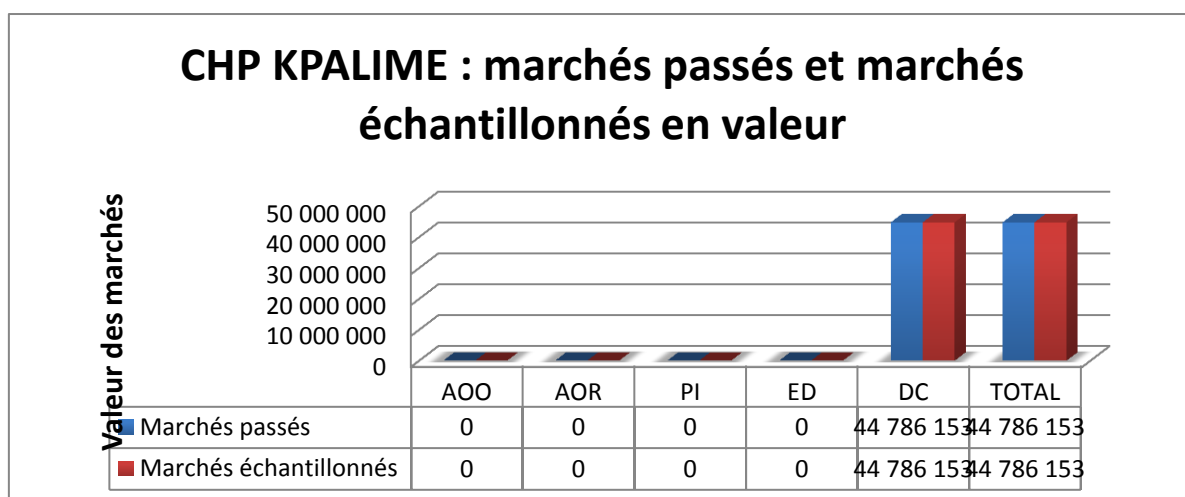 CHP KPALIME : marchés passés et marchés
échantillonnés en valeur
Valeur des marchés
50 000 000
40 000 000
30 000 000
20 000 000
10 000 000
0
AOO AOR PI ED DC TOTAL
Marchés passés 0 0 0 0 44 786 153 44 786 153
Marchés échantillonnés 0 0 0 0 44 786 153 44 786 153